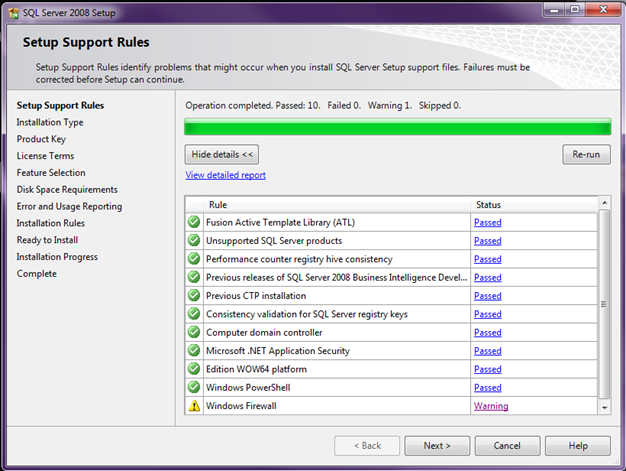 SQL Server 2008 Setup
Setup Support Rules
Setup Support Rules identify problems that might occur when you install SQL Server Setup support files. Failures must be
corrected before Setup can continue.
Setup Support Rules
Installation Type
Product Key
License Terms
Feature Selection
Disk Space Requirements
Error and Usage Reporting
Installation Rules
Ready to Install
Installation Progress
Complete
Operation completed. Passed: 10. Failed 0. Warning 1. Skipped 0.
Hide details <<
Re-run
View detailed report
Rule Status
Fusion Active Template Library (ATL) Passed
Unsupported SQL Server products Passed
Performance counter registry hive consistency Passed
Previous releases of SQL Server 2008 Business Intelligence Devel... Passed
Previous CTP installation Passed
Consistency validation for SQL Server registry keys Passed
Computer domain controller Passed
Microsoft .NET Application Security Passed
Edition WOW64 platform Passed
Windows PowerShell Passed
Windows Firewall Warning
< Back Next > Cancel Help